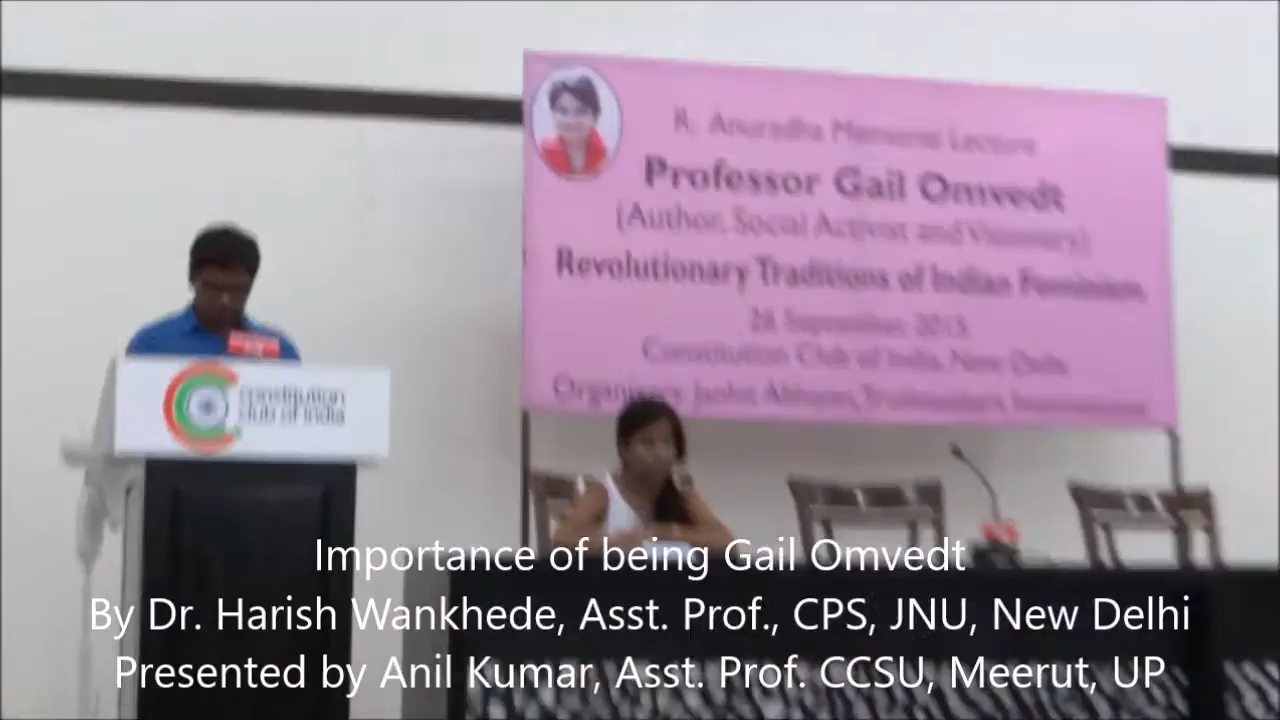 R. Anuradha Memorial Lecture
Professor Gail Omvedt
(Author, Social Activist and Visionary)
Revolutionary Traditions of Indian Feminism
September, 2015
Constitution Club of India, New Delhi
constitution
club of India
Importance of being Gail Omvedt
By Dr. Harish Wankhede, Asst. Prof., CPS, JNU, New Delhi
Presented by Anil Kumar, Asst. Prof. CCSU, Meerut, UP